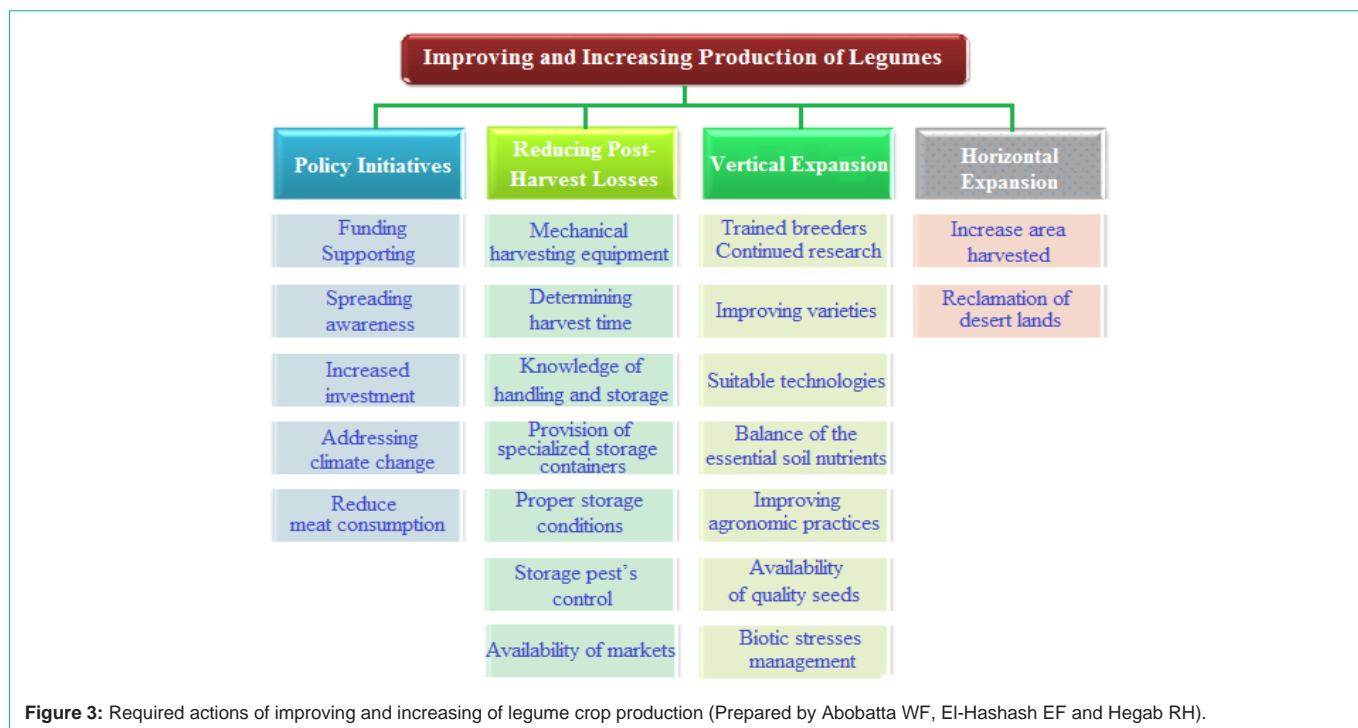 Improving and Increasing Production of Legumes
Policy Initiatives
Funding
Supporting
Spreading
awareness
Increased
investment
Addressing
climate change
Reduce
meat consumption
Reducing Post-
Harvest Losses
Mechanical
harvesting equipment
Determining
harvest time
Knowledge of
handling and storage
Provision of
specialized storage
containers
Proper storage
conditions
Storage pest’s
control
Availability of markets
Vertical Expansion
Trained breeders
Continued research
Improving varieties
Suitable technologies
Balance of the
essential soil nutrients
Improving
agronomic practices
Availability
of quality seeds
Biotic stresses
management
Horizontal
Expansion
Increase area
harvested
Reclamation of
desert lands
Figure 3: Required actions of improving and increasing of legume crop production (Prepared by Abobatta WF, El-Hashash EF and Hegab RH).